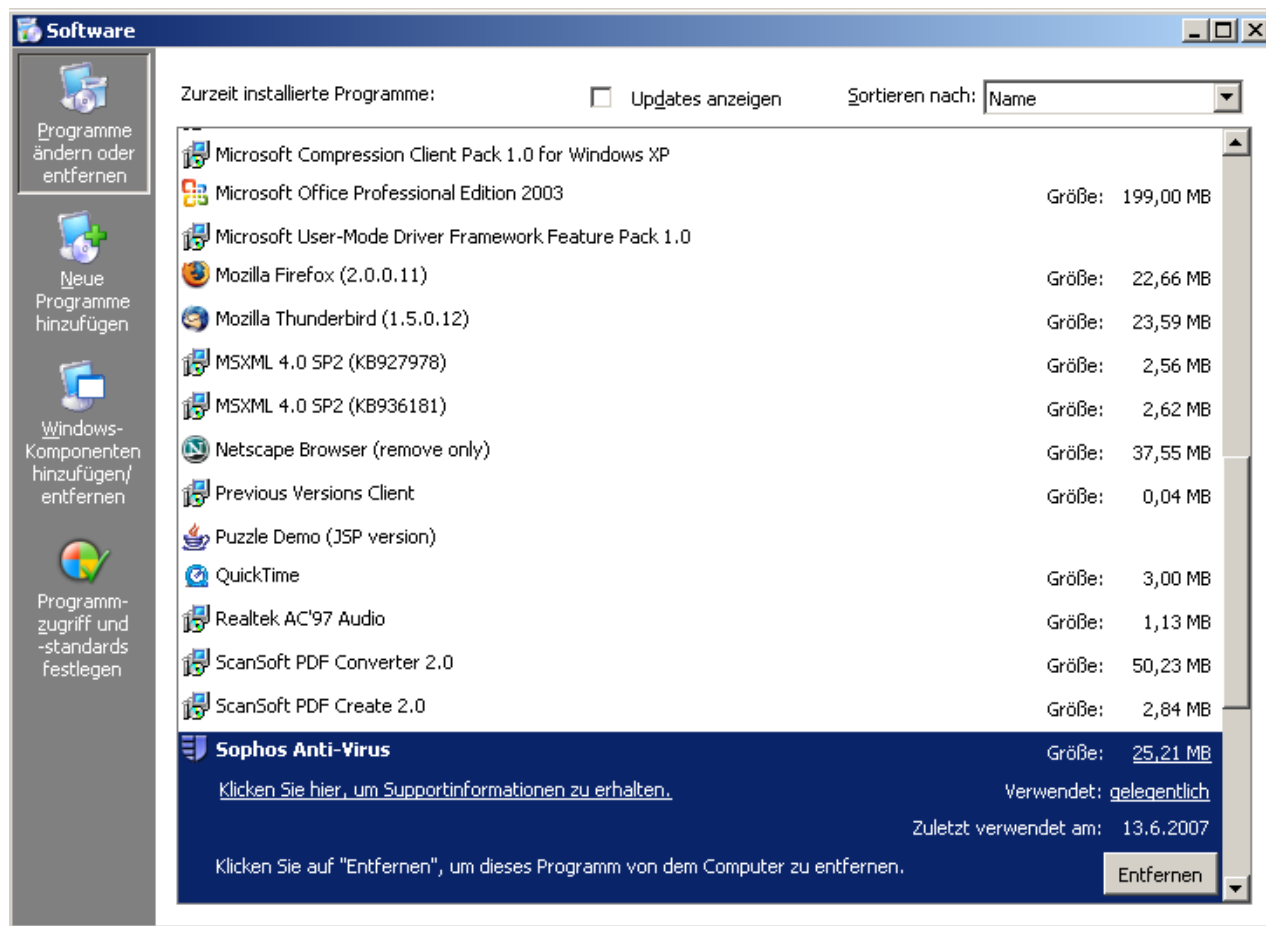 Software
Programme
ändern oder
entfernen
Neue
Programme
hinzufügen
Windows-
Komponenten
hinzufügen/
entfernen
Programm-
zugriff und
-standards
festlegen
Zurzeit installierte Programme:
Updates anzeigen
Sortieren nach: Name
Microsoft Compression Client Pack 1.0 for Windows XP
Microsoft Office Professional Edition 2003 Größe: 199,00 MB
Microsoft User-Mode Driver Framework Feature Pack 1.0
Mozilla Firefox (2.0.0.11) Größe: 22,66 MB
Mozilla Thunderbird (1.5.0.12) Größe: 23,59 MB
MSXML 4.0 SP2 (KB927978) Größe: 2,56 MB
MSXML 4.0 SP2 (KB936181) Größe: 2,62 MB
Netscape Browser (remove only) Größe: 37,55 MB
Previous Versions Client Größe: 0,04 MB
Puzzle Demo (JSP version)
QuickTime Größe: 3,00 MB
Realtek AC'97 Audio Größe: 1,13 MB
ScanSoft PDF Converter 2.0 Größe: 50,23 MB
ScanSoft PDF Create 2.0 Größe: 2,84 MB
Sophos Anti-Virus Größe: 25,21 MB
Klicken Sie hier, um Supportinformationen zu erhalten. Verwendet: gelegentlich
Zuletzt verwendet am: 13.6.2007
Klicken Sie auf "Entfernen", um dieses Programm von dem Computer zu entfernen. Entfernen